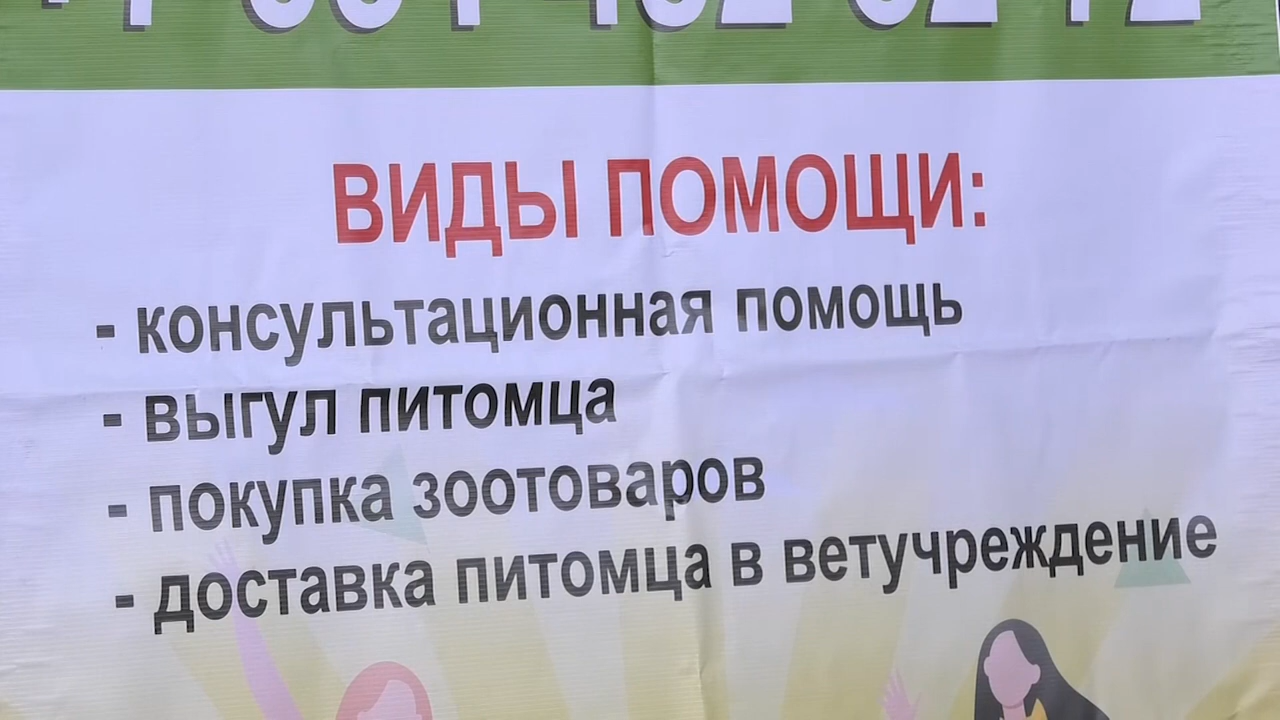 ВИДЫ ПОМОЩИ:
- консультационная помощь
- выгул питомца
- покупка зоотоваров
- доставка питомца в ветучреждение